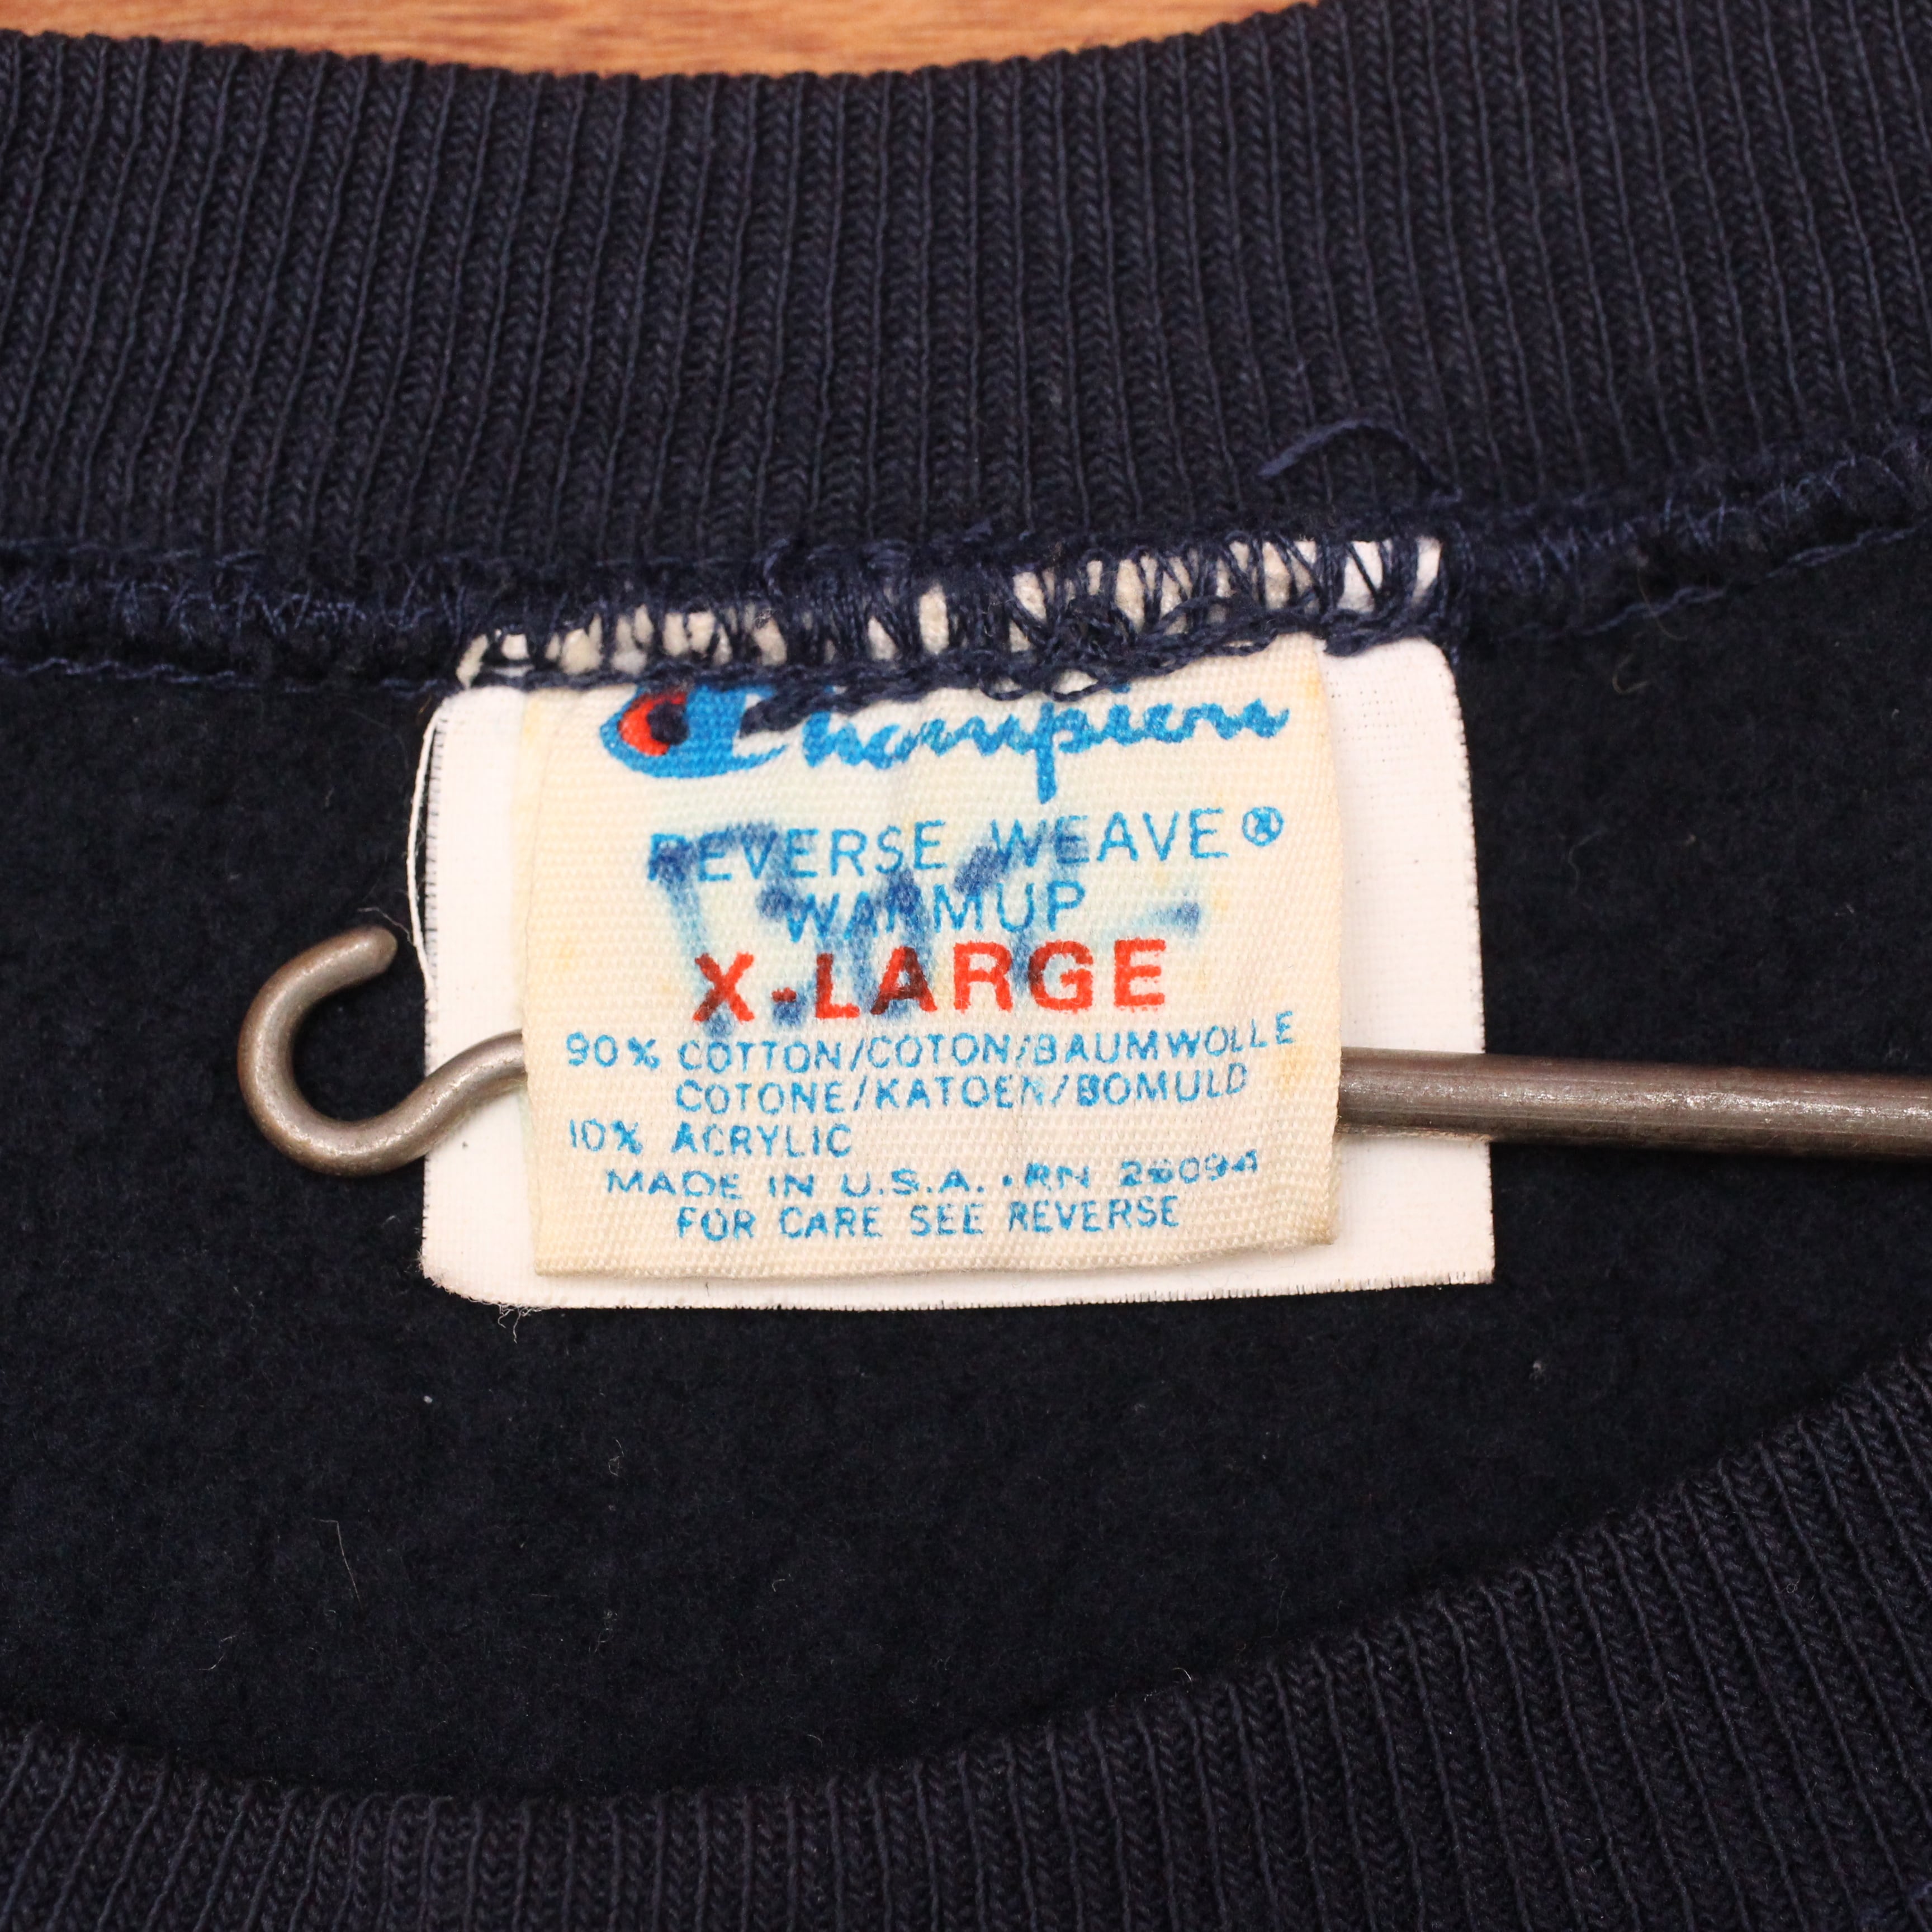 Champion
REVERSE WEAVE®
WARMUP
X-LARGE
90% COTTON/COTON/BAUMWOLLE
COTONE/KATOEN/BOMULD
10% ACRYLIC
MADE IN U.S.A. • RN 26094
FOR CARE SEE REVERSE